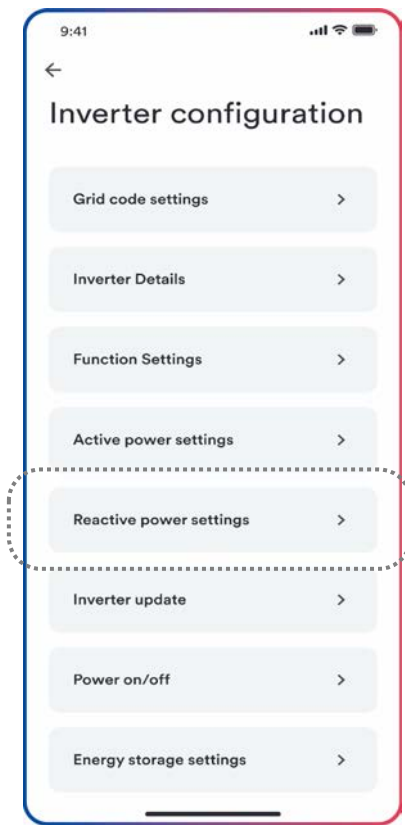 9:41
Inverter configuration
Grid code settings
Inverter Details
Function Settings
Active power settings
Reactive power settings
Inverter update
Power on/off
Energy storage settings